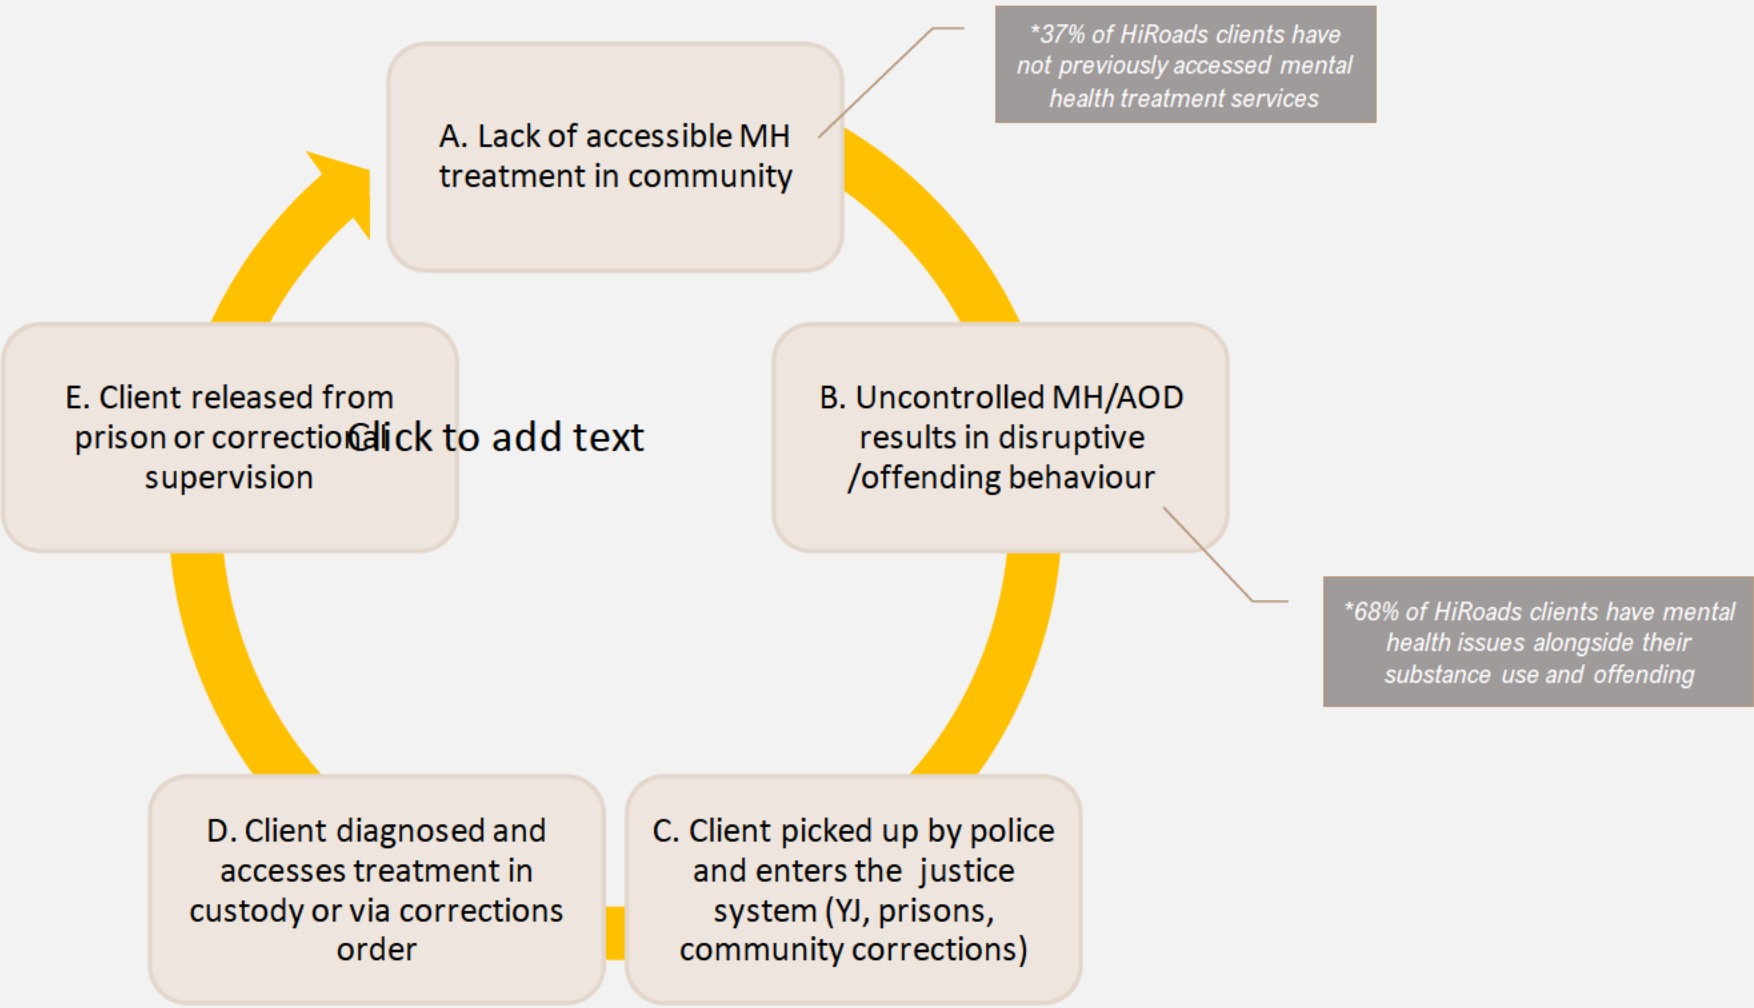 *37% of HiRoads clients have
not previously accessed mental
health treatment services
A. Lack of accessible MH
treatment in community
B. Uncontrolled MH/AOD
results in disruptive
/offending behaviour
*68% of HiRoads clients have mental
health issues alongside their
substance use and offending
C. Client picked up by police
and enters the justice
system (YJ, prisons,
community corrections)
D. Client diagnosed and
accesses treatment in
custody or via corrections
order
E. Client released from
prison or correctional
supervision
Click to add text